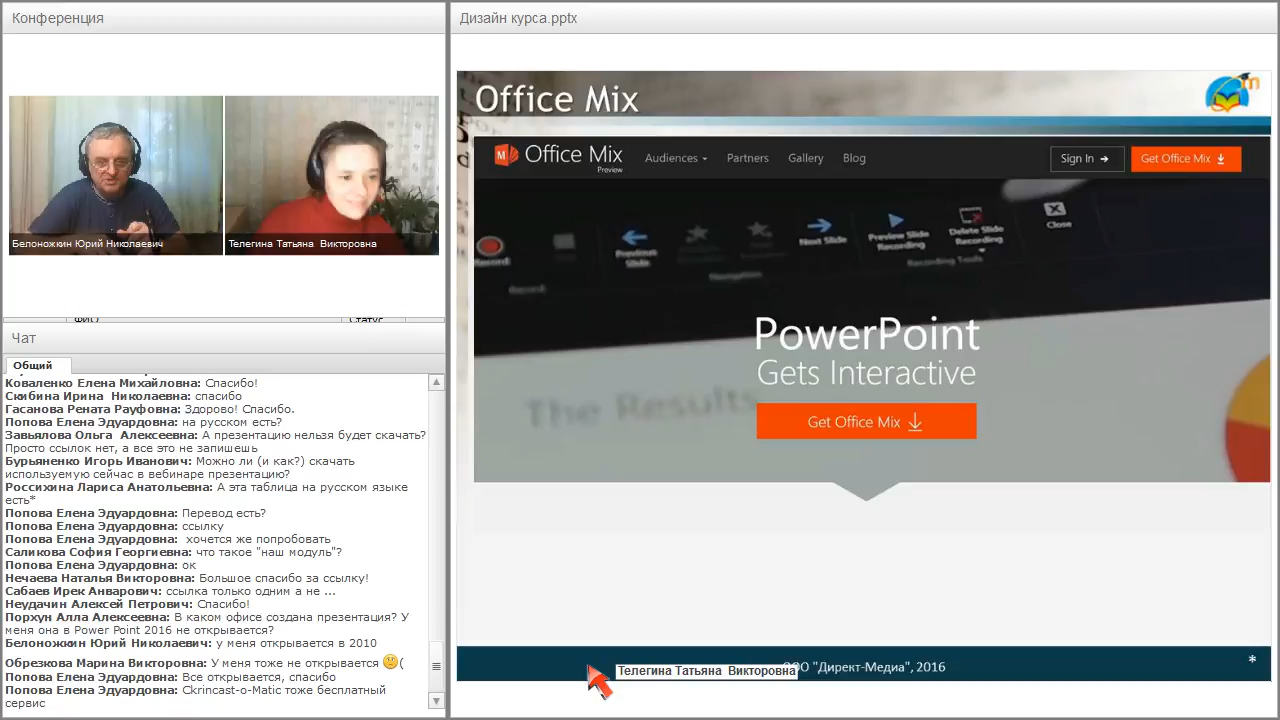 Конференция
Белоножкин Юрий Николаевич
Телегина Татьяна Викторовна
ФИО
Статус
Чат
Общий
Коваленко Елена Михайловна: Спасибо!
Скибина Ирина Николаевна: спасибо
Гасанова Рената Рауфовна: Здорово! Спасибо.
Попова Елена Эдуардовна: на русском есть?
Завьялова Ольга Алексеевна: А презентацию нельзя будет скачать?
Просто ссылок нет, а все это не запишешь
Бурьяненко Игорь Иванович: Можно ли (и как?) скачать
используемую сейчас в вебинаре презентацию?
Россихина Лариса Анатольевна: А эта таблица на русском языке
есть*
Попова Елена Эдуардовна: Перевод есть?
Попова Елена Эдуардовна: ссылку
Попова Елена Эдуардовна: хочется же попробовать
Саликова София Георгиевна: что такое "наш модуль"?
Попова Елена Эдуардовна: ок
Нечаева Наталья Викторовна: Большое спасибо за ссылку!
Сабаев Ирек Анварович: ссылка только одним а не ...
Неудачин Алексей Петрович: Спасибо!
Порхун Алла Алексеевна: В каком офисе создана презентация? У
меня она в Power Point 2016 не открывается?
Белоножкин Юрий Николаевич: у меня открывается в 2010
Обрезкова Марина Викторовна: У меня тоже не открывается (
Попова Елена Эдуардовна: Все открывается, спасибо
Попова Елена Эдуардовна: Ckrincast-o-Matic тоже бесплатный
сервис
Дизайн курса.pptx
Office Mix
m
M Office Mix
Preview
Audiences
Partners
Gallery
Blog
Sign In
Get Office Mix
Record
Previous
Slide
Next Slide
Preview Slide
Recording
Delete Slide
Recording
Close
Record
Navigation
Recording Tools
PowerPoint
Gets Interactive
Get Office Mix
The Results
Телегина Татьяна Викторовна
ООО "Директ-Медиа", 2016
*